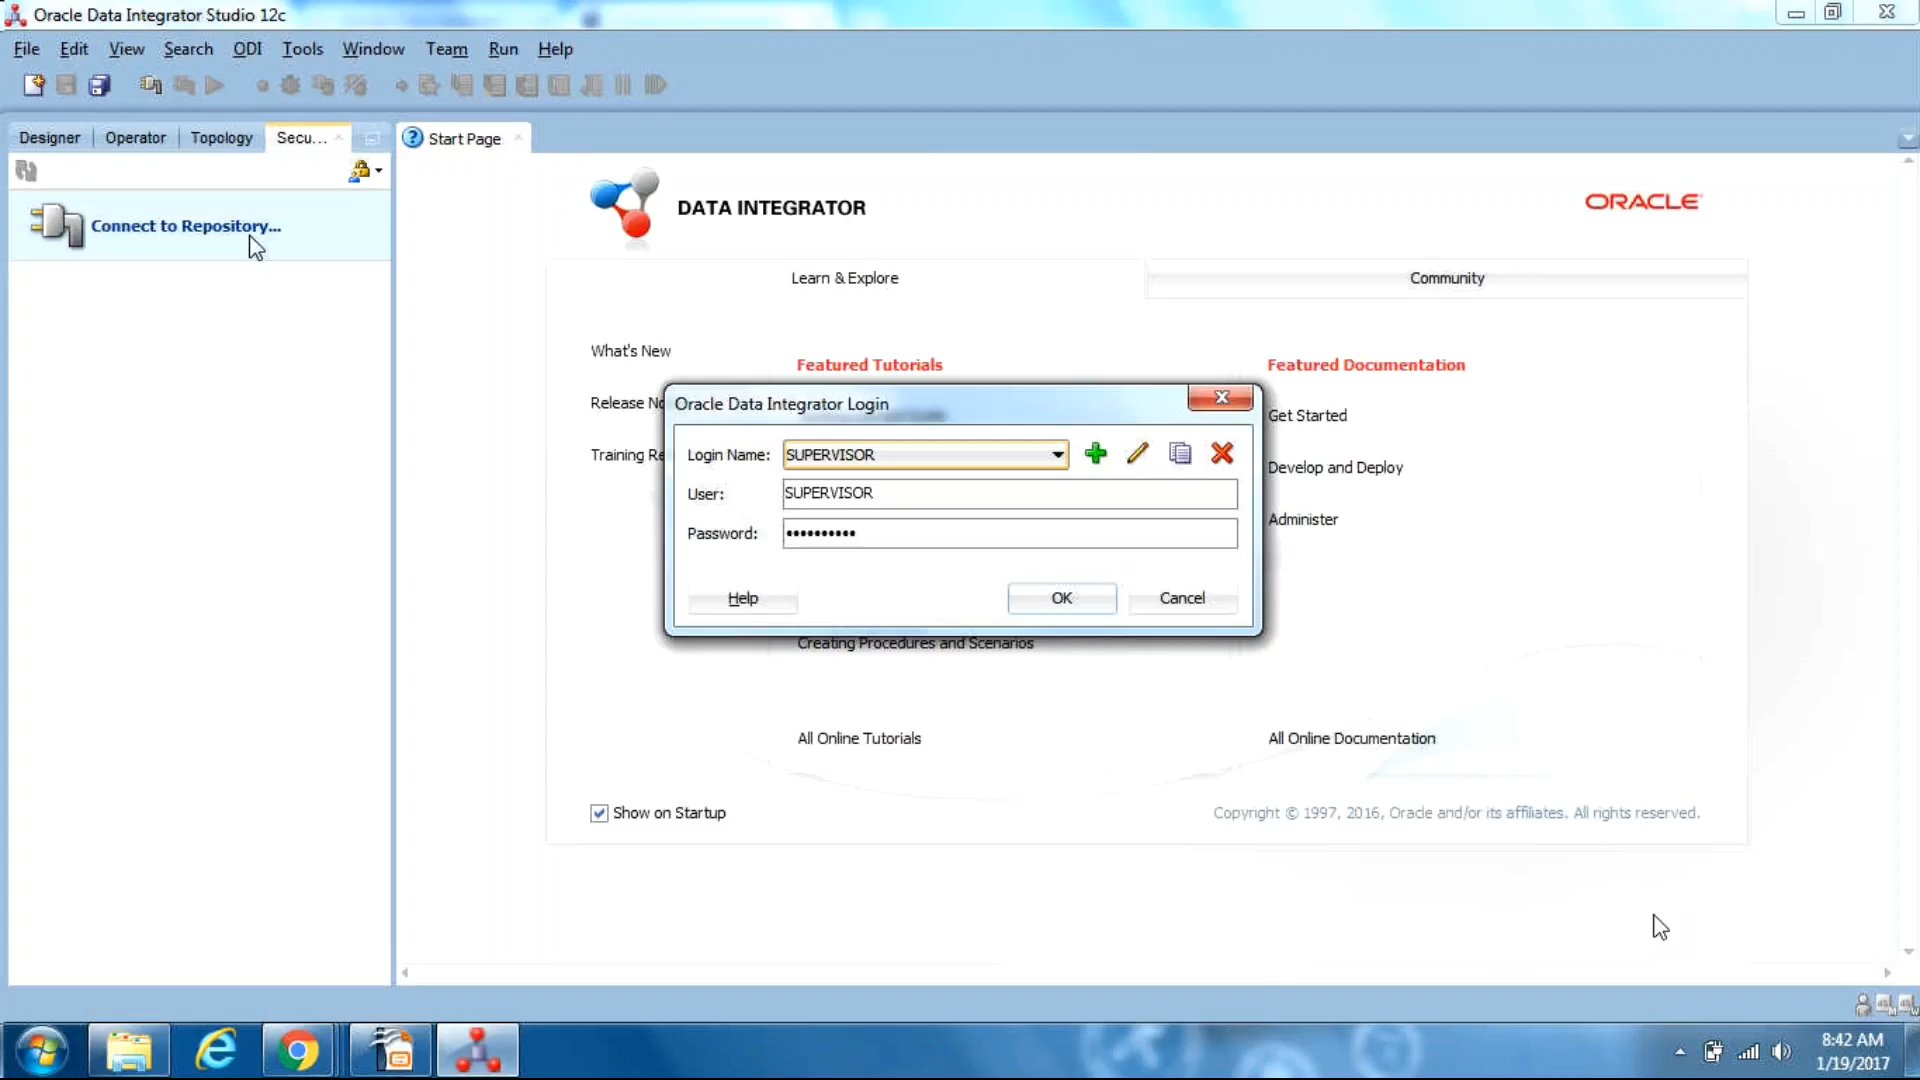 Oracle Data Integrator Studio 12c
File Edit View Search ODI Tools Window Team Run Help
Designer Operator Topology Secu...
Start Page
Connect to Repository...
DATA INTEGRATOR
ORACLE
Learn & Explore
Community
What's New
Featured Tutorials
Featured Documentation
Release No
Oracle Data Integrator Login
Get Started
Login Name: SUPERVISOR
Training Re
Develop and Deploy
User: SUPERVISOR
Password: ••••••••••
Administer
Help
OK
Cancel
Creating Procedures and Scenarios
All Online Tutorials
All Online Documentation
Show on Startup
Copyright © 1997, 2016, Oracle and/or its affiliates. All rights reserved.
8:42 AM
1/19/2017